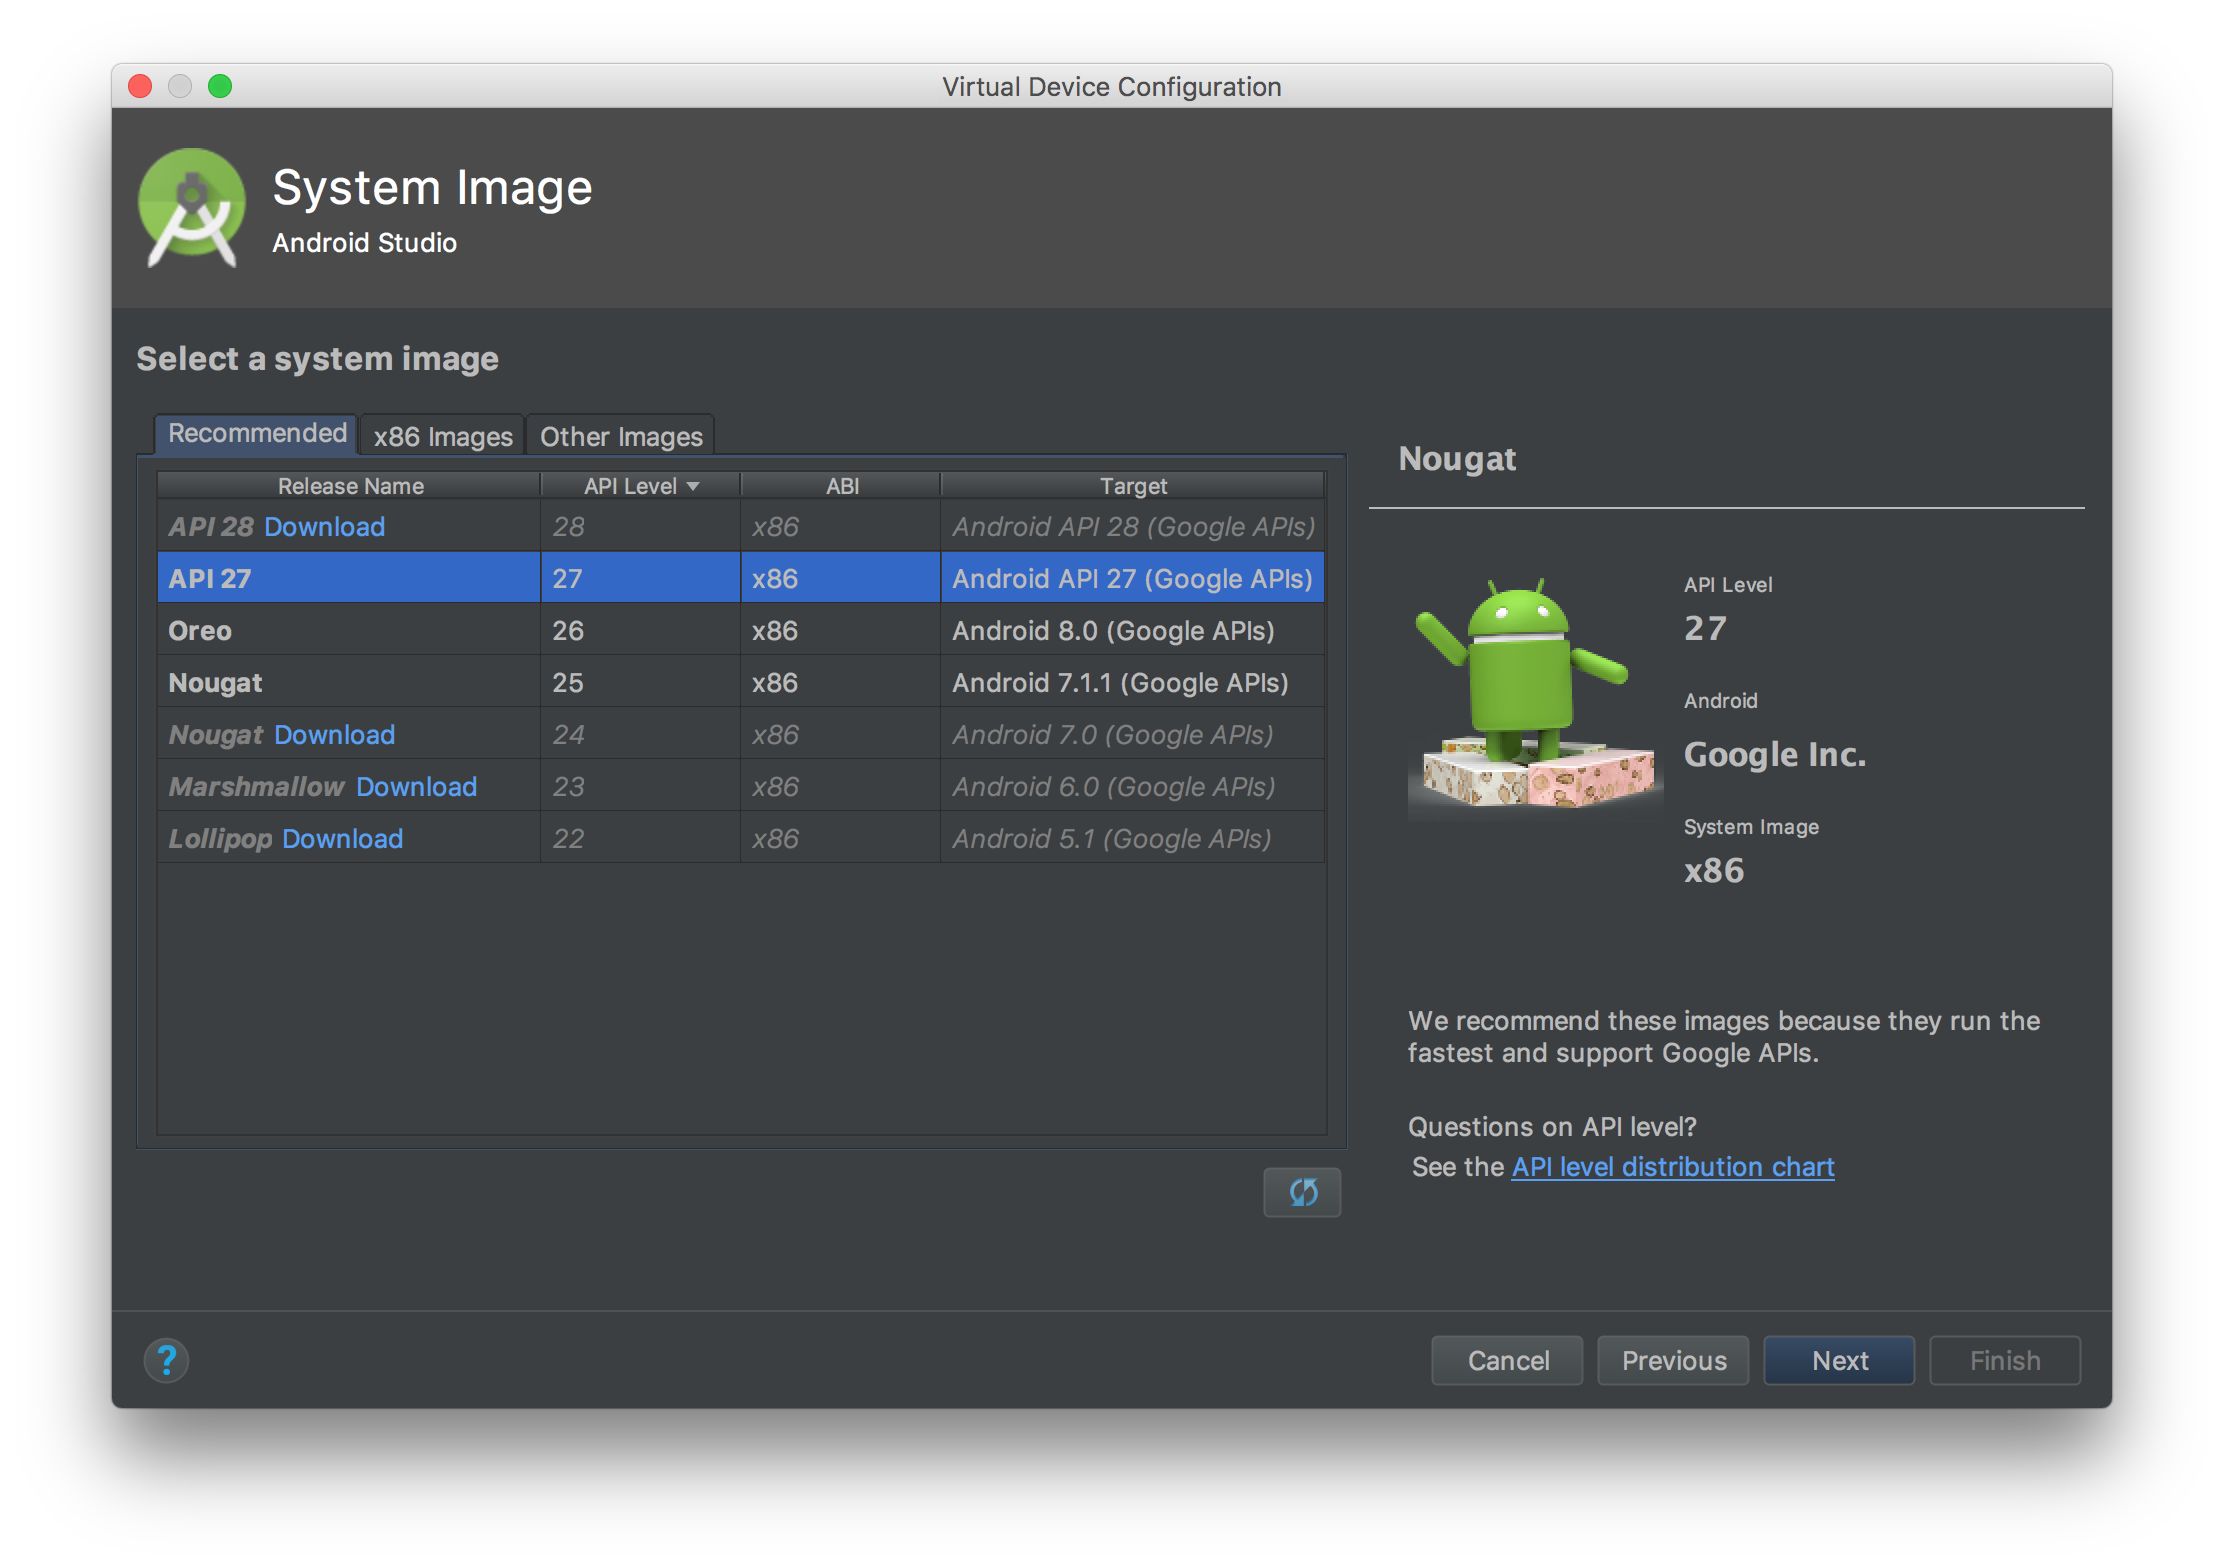 Virtual Device Configuration
System Image
Android Studio
Select a system image
Recommended x86 Images Other Images
Release Name API Level ABI Target
API 28 Download 28 x86 Android API 28 (Google APIs)
API 27 27 x86 Android API 27 (Google APIs)
Oreo 26 x86 Android 8.0 (Google APIs)
Nougat 25 x86 Android 7.1.1 (Google APIs)
Nougat Download 24 x86 Android 7.0 (Google APIs)
Marshmallow Download 23 x86 Android 6.0 (Google APIs)
Lollipop Download 22 x86 Android 5.1 (Google APIs)
Nougat
API Level
27
Android
Google Inc.
System Image
x86
We recommend these images because they run the
fastest and support Google APIs.
Questions on API level?
See the API level distribution chart
?
Cancel Previous Next Finish